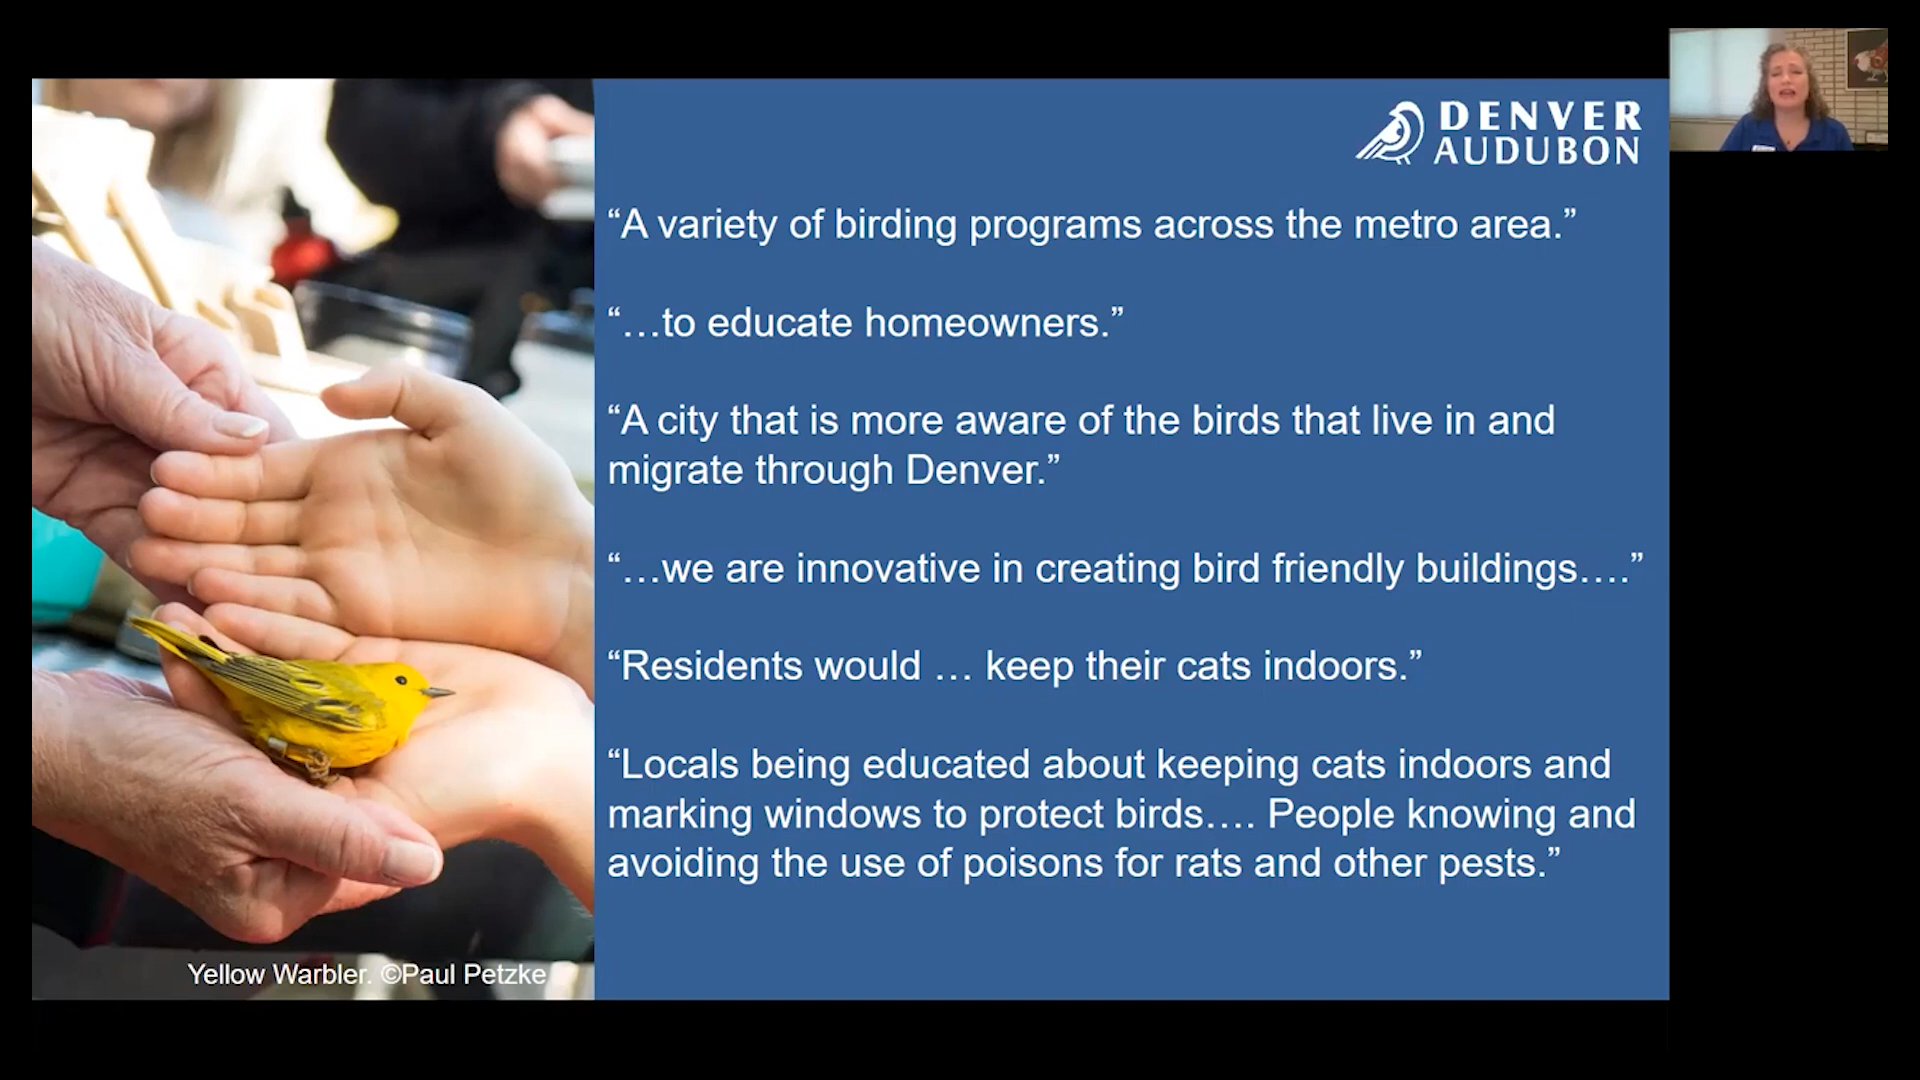 DENVER
AUDUBON
“A variety of birding programs across the metro area.”
“…to educate homeowners.”
“A city that is more aware of the birds that live in and
migrate through Denver.”
“…we are innovative in creating bird friendly buildings….”
“Residents would … keep their cats indoors.”
“Locals being educated about keeping cats indoors and
marking windows to protect birds…. People knowing and
avoiding the use of poisons for rats and other pests.”
Yellow Warbler. ©Paul Petzke